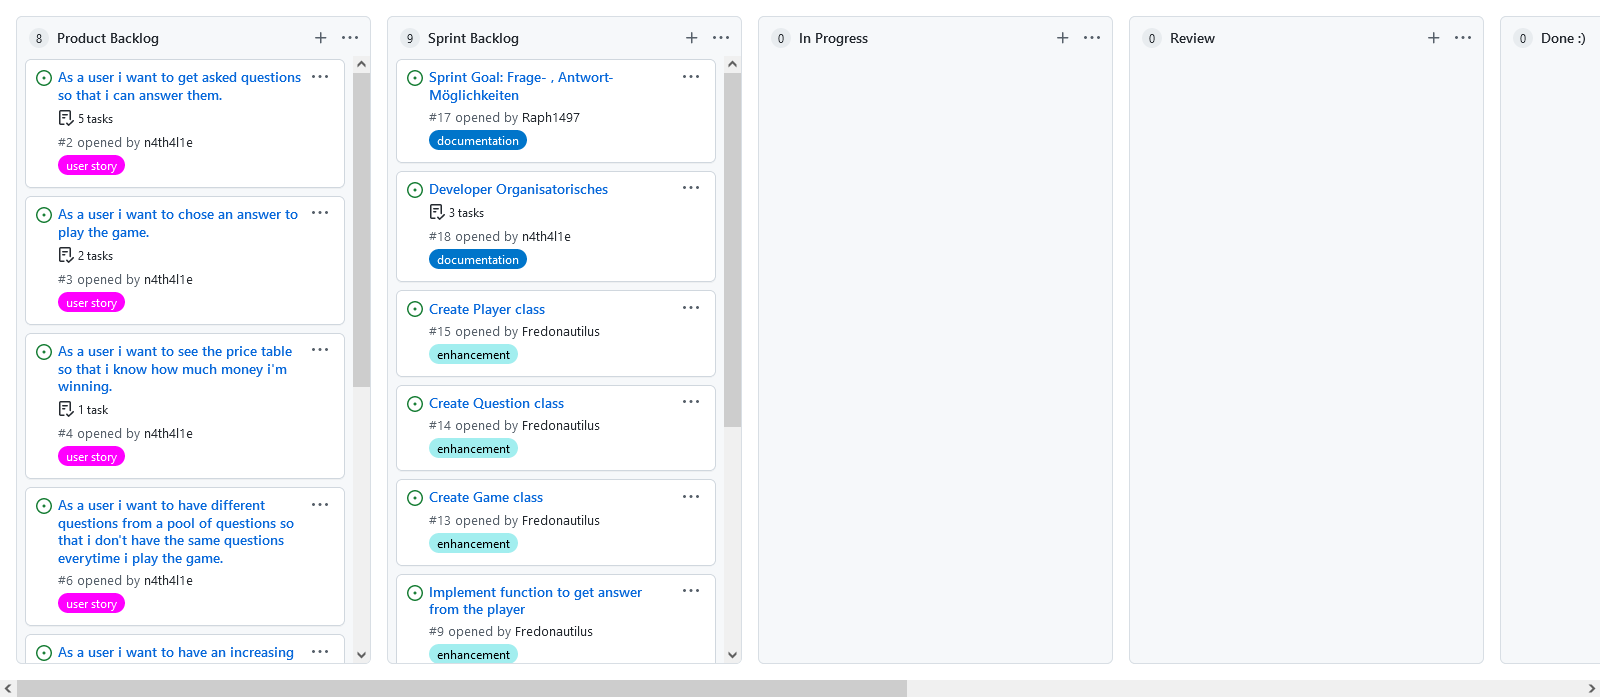 8 Product Backlog
As a user i want to get asked questions
so that i can answer them.
5 tasks
#2 opened by n4th4l1e
user story
As a user i want to chose an answer to
play the game.
2 tasks
#3 opened by n4th4l1e
user story
As a user i want to see the price table
so that i know how much money i'm
winning.
1 task
#4 opened by n4th4l1e
user story
As a user i want to have different
questions from a pool of questions so
that i don't have the same questions
everytime i play the game.
#6 opened by n4th4l1e
user story
As a user i want to have an increasing
9 Sprint Backlog
Sprint Goal: Frage- , Antwort-
Möglichkeiten
#17 opened by Raph1497
documentation
Developer Organisatorisches
3 tasks
#18 opened by n4th4l1e
documentation
Create Player class
#15 opened by Fredonautilus
enhancement
Create Question class
#14 opened by Fredonautilus
enhancement
Create Game class
#13 opened by Fredonautilus
enhancement
Implement function to get answer
from the player
#9 opened by Fredonautilus
enhancement
0 In Progress
0 Review
0 Done :)